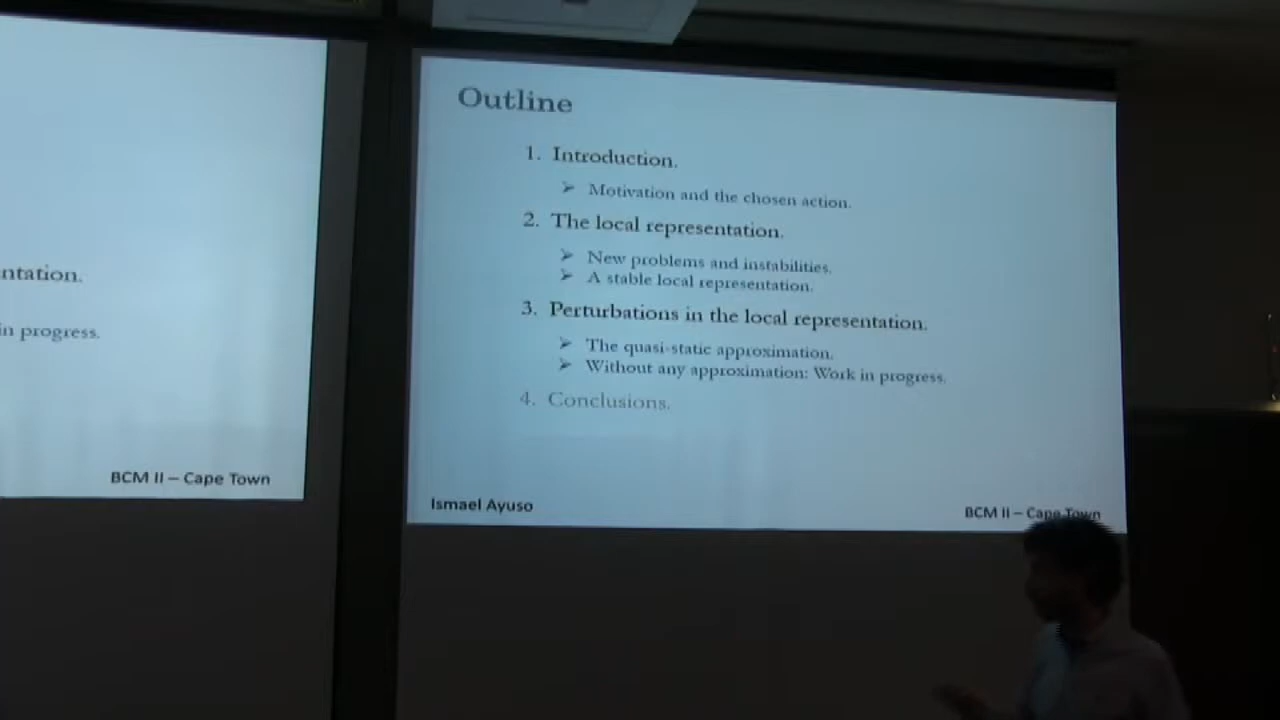 ntation.
in progress.
BCM II – Cape Town
Outline
1. Introduction.
➢ Motivation and the chosen action.
2. The local representation.
➢ New problems and instabilities.
➢ A stable local representation.
3. Perturbations in the local representation.
➢ The quasi-static approximation.
➢ Without any approximation: Work in progress.
4. Conclusions.
Ismael Ayuso
BCM II – Cape Town